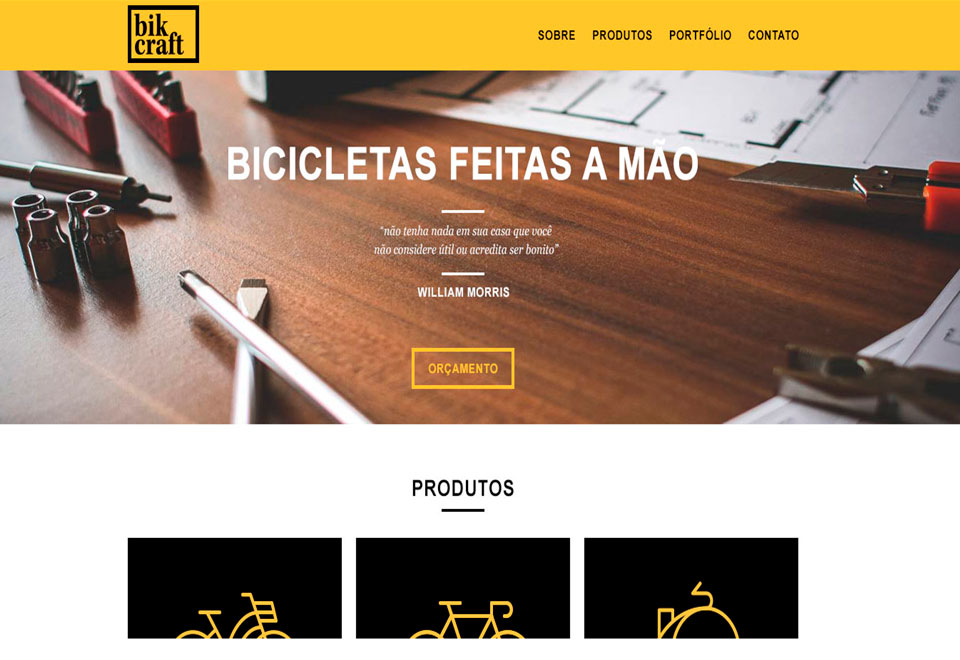 bik
craft
SOBRE PRODUTOS PORTFÓLIO CONTATO
BICICLETAS FEITAS A MÃO
"não tenha nada em sua casa que você
não considere útil ou acredita ser bonito"
WILLIAM MORRIS
ORÇAMENTO
PRODUTOS